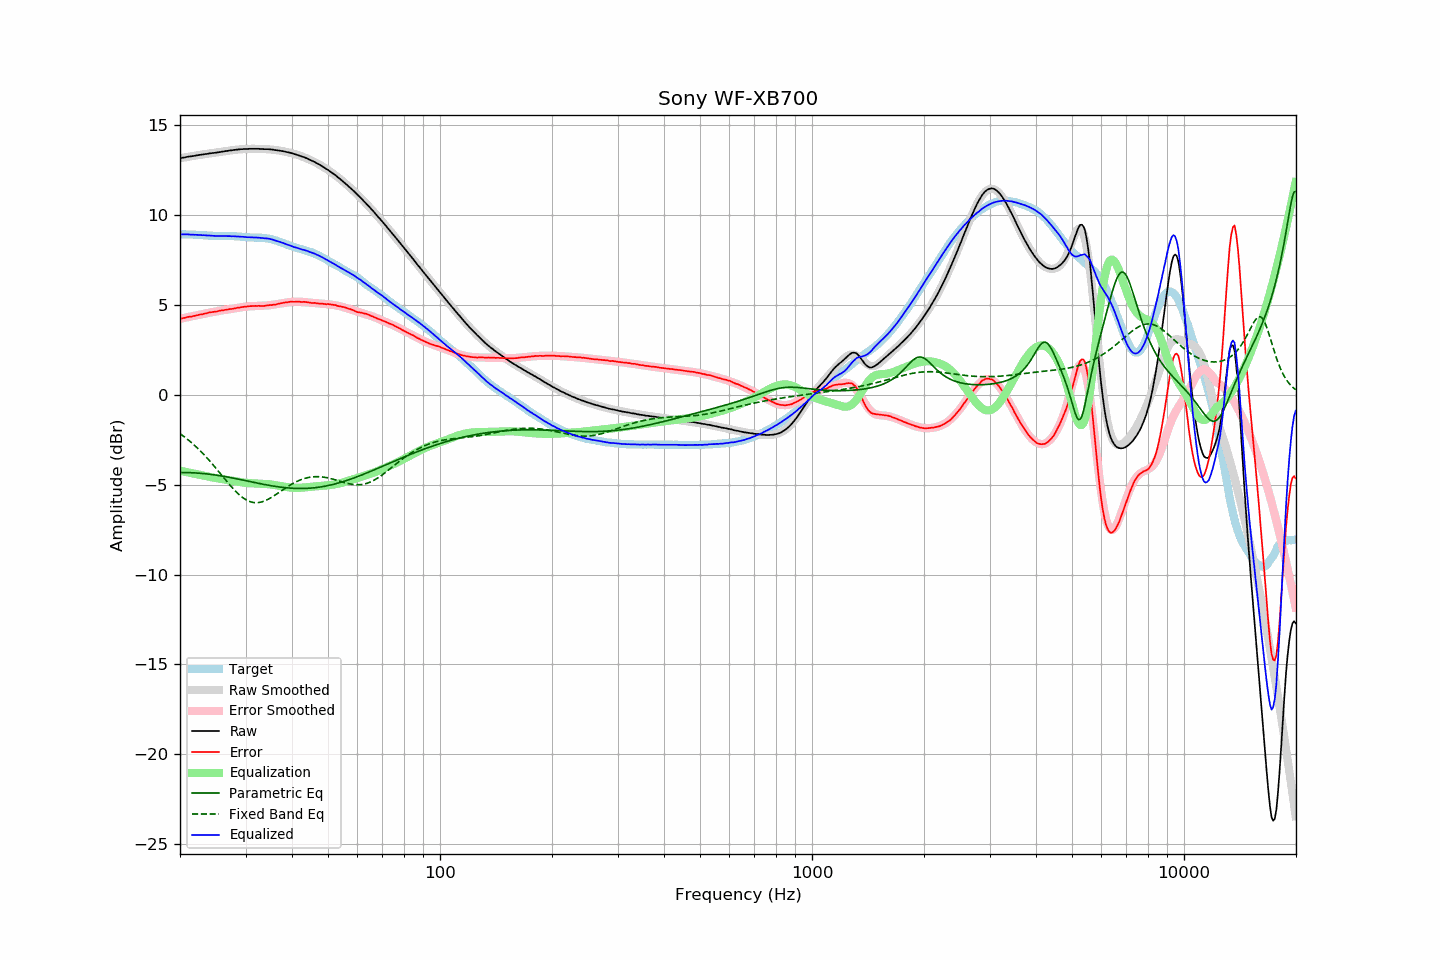 Sony WF-XB700
15
10
5
0
−5
−10
−15
−20
−25
Amplitude (dBr)
Target
Raw Smoothed
Error Smoothed
Raw
Error
Equalization
Parametric Eq
Fixed Band Eq
Equalized
100
1000
10000
Frequency (Hz)